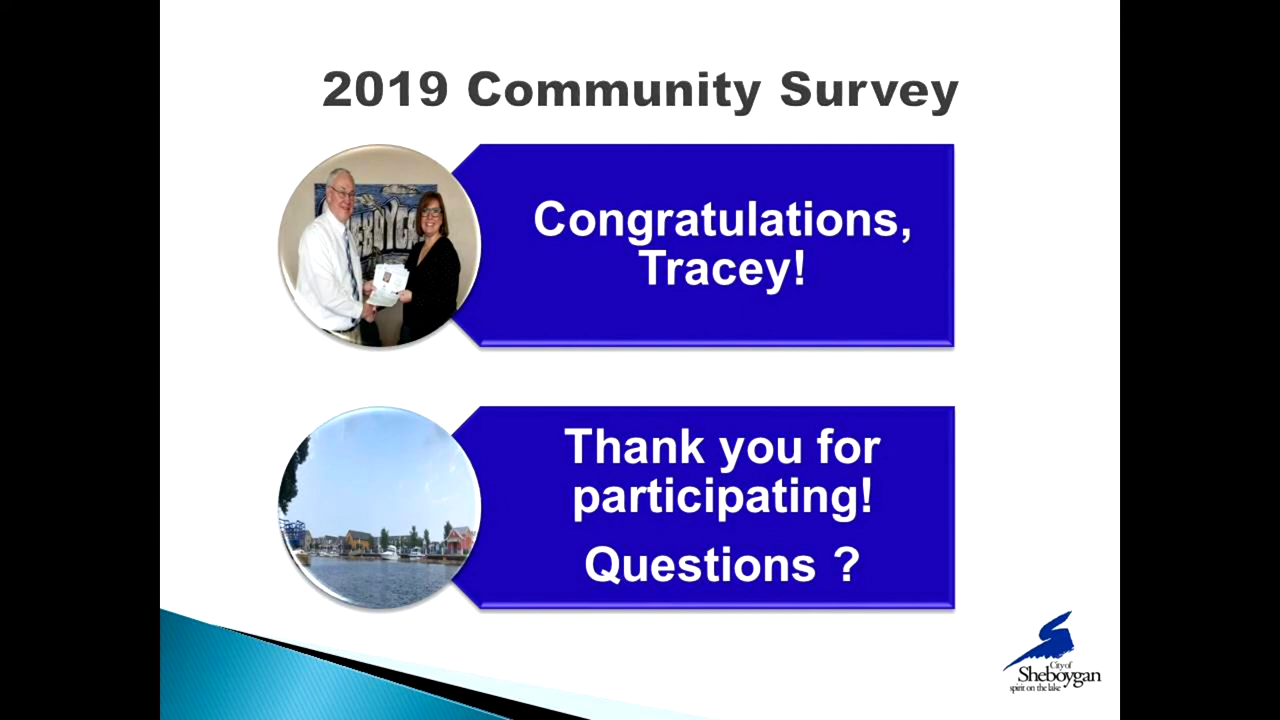 2019 Community Survey
Congratulations,
Tracey!
Thank you for
participating!
Questions ?
City of
Sheboygan
spirit on the lake